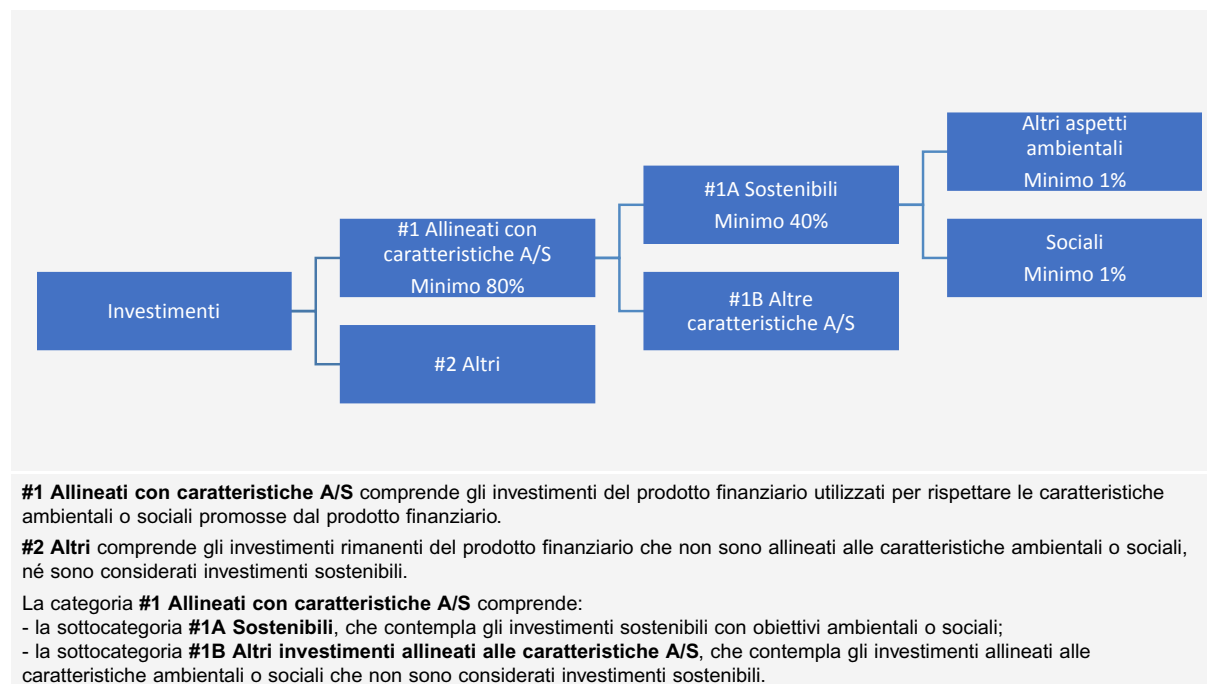 Altri aspetti
ambientali
Minimo 1%
#1A Sostenibili
Minimo 40%
#1 Allineati con
caratteristiche A/S
Minimo 80%
Sociali
Minimo 1%
Investimenti
#1B Altre
caratteristiche A/S
#2 Altri
#1 Allineati con caratteristiche A/S comprende gli investimenti del prodotto finanziario utilizzati per rispettare le caratteristiche
ambientali o sociali promosse dal prodotto finanziario.
#2 Altri comprende gli investimenti rimanenti del prodotto finanziario che non sono allineati alle caratteristiche ambientali o sociali,
né sono considerati investimenti sostenibili.
La categoria #1 Allineati con caratteristiche A/S comprende:
- la sottocategoria #1A Sostenibili, che contempla gli investimenti sostenibili con obiettivi ambientali o sociali;
- la sottocategoria #1B Altri investimenti allineati alle caratteristiche A/S, che contempla gli investimenti allineati alle
caratteristiche ambientali o sociali che non sono considerati investimenti sostenibili.